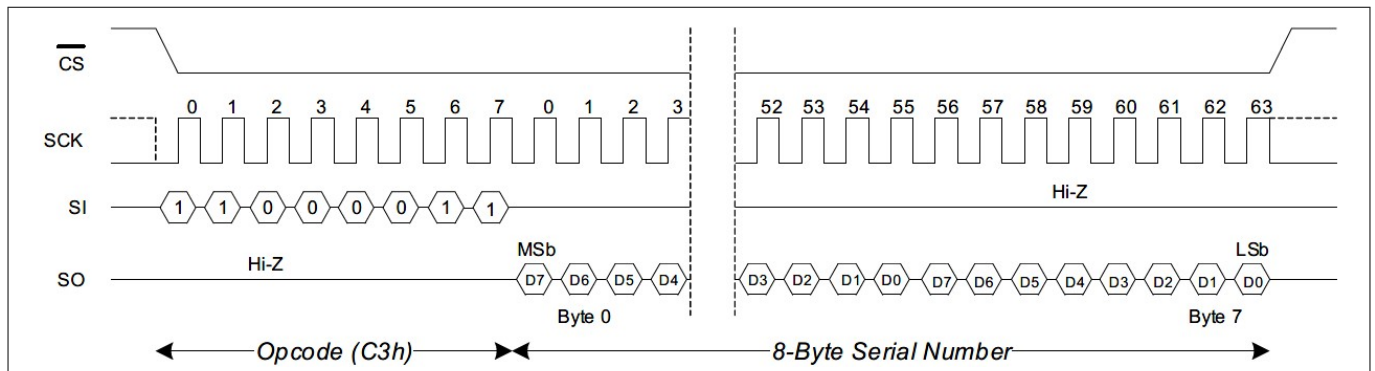 CS
0 1 2 3 4 5 6 7 0 1 2 3 52 53 54 55 56 57 58 59 60 61 62 63
SCK
Hi-Z
SI 1 1 0 0 0 0 1 1
MSb LSb
Hi-Z
SO D7 D6 D5 D4 D3 D2 D1 D0 D7 D6 D5 D4 D3 D2 D1 D0
Byte 0 Byte 7
Opcode (C3h) 8-Byte Serial Number